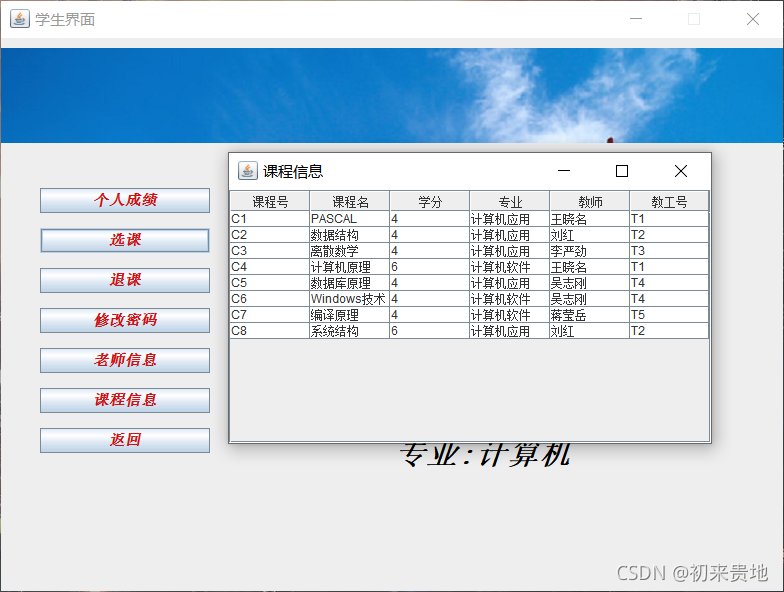 学生界面
个人成绩
选课
退课
修改密码
老师信息
课程信息
返回
课程信息
课程号 课程名 学分 专业 教师 教工号
C1 PASCAL 4 计算机应用 王晓名 T1
C2 数据结构 4 计算机应用 刘红 T2
C3 离散数学 4 计算机应用 李严劲 T3
C4 计算机原理 6 计算机软件 王晓名 T1
C5 数据库原理 4 计算机应用 吴志刚 T4
C6 Windows技术 4 计算机软件 吴志刚 T4
C7 编译原理 4 计算机软件 蒋莹岳 T5
C8 系统结构 6 计算机应用 刘红 T2
专业:计算机
CSDN @初来贵地